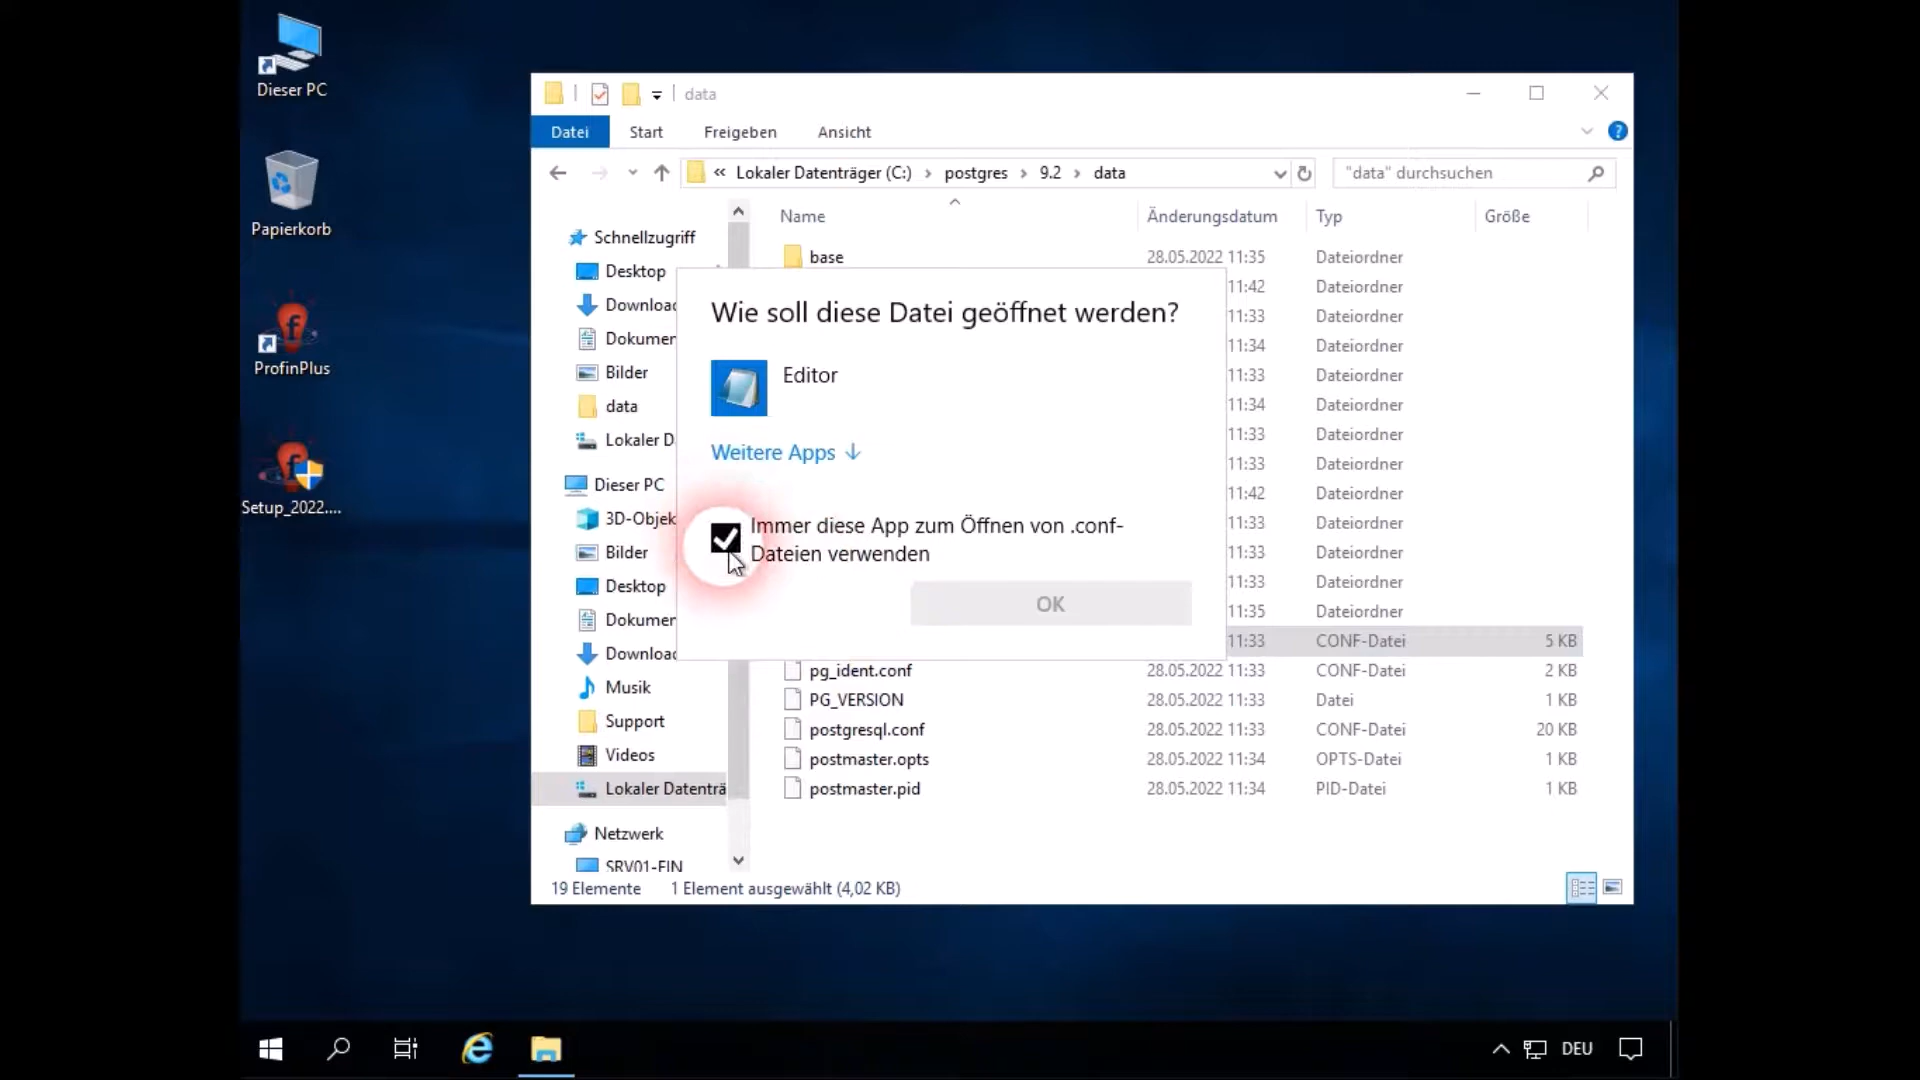 Dieser PC
Papierkorb
ProfinPlus
Setup_2022....
data
Datei Start Freigeben Ansicht
« Lokaler Datenträger (C:) › postgres › 9.2 › data
"data" durchsuchen
Name Änderungsdatum Typ Größe
Schnellzugriff
Desktop
Download
Dokumen
Bilder
data
Lokaler D
Dieser PC
3D-Objek
Bilder
Desktop
Dokumen
Download
Musik
Support
Videos
Lokaler Datenträ
Netzwerk
SRV01-FIN
base 28.05.2022 11:35 Dateiordner
11:42 Dateiordner
11:33 Dateiordner
11:34 Dateiordner
11:33 Dateiordner
11:34 Dateiordner
11:33 Dateiordner
11:33 Dateiordner
11:42 Dateiordner
11:33 Dateiordner
11:33 Dateiordner
11:33 Dateiordner
11:35 Dateiordner
11:33 CONF-Datei 5 KB
pg_ident.conf 28.05.2022 11:33 CONF-Datei 2 KB
PG_VERSION 28.05.2022 11:33 Datei 1 KB
postgresql.conf 28.05.2022 11:33 CONF-Datei 20 KB
postmaster.opts 28.05.2022 11:34 OPTS-Datei 1 KB
postmaster.pid 28.05.2022 11:34 PID-Datei 1 KB
Wie soll diese Datei geöffnet werden?
Editor
Weitere Apps
Immer diese App zum Öffnen von .conf-
Dateien verwenden
OK
19 Elemente 1 Element ausgewählt (4,02 KB)
DEU